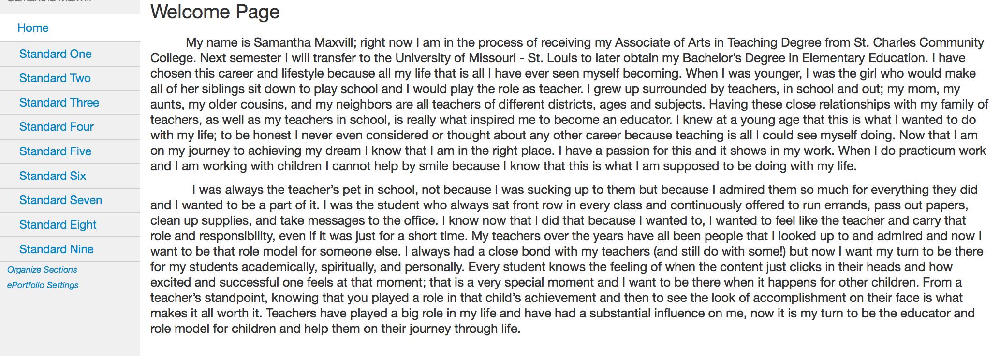 Samantha Maxvill
Home
Standard One
Standard Two
Standard Three
Standard Four
Standard Five
Standard Six
Standard Seven
Standard Eight
Standard Nine
Organize Sections
ePortfolio Settings
Welcome Page
My name is Samantha Maxvill; right now I am in the process of receiving my Associate of Arts in Teaching Degree from St. Charles Community
College. Next semester I will transfer to the University of Missouri - St. Louis to later obtain my Bachelor’s Degree in Elementary Education. I have
chosen this career and lifestyle because all my life that is all I have ever seen myself becoming. When I was younger, I was the girl who would make
all of her siblings sit down to play school and I would play the role as teacher. I grew up surrounded by teachers, in school and out; my mom, my
aunts, my older cousins, and my neighbors are all teachers of different districts, ages and subjects. Having these close relationships with my family of
teachers, as well as my teachers in school, is really what inspired me to become an educator. I knew at a young age that this is what I wanted to do
with my life; to be honest I never even considered or thought about any other career because teaching is all I could see myself doing. Now that I am
on my journey to achieving my dream I know that I am in the right place. I have a passion for this and it shows in my work. When I do practicum work
and I am working with children I cannot help by smile because I know that this is what I am supposed to be doing with my life.
I was always the teacher’s pet in school, not because I was sucking up to them but because I admired them so much for everything they did
and I wanted to be a part of it. I was the student who always sat front row in every class and continuously offered to run errands, pass out papers,
clean up supplies, and take messages to the office. I know now that I did that because I wanted to, I wanted to feel like the teacher and carry that
role and responsibility, even if it was just for a short time. My teachers over the years have all been people that I looked up to and admired and now I
want to be that role model for someone else. I always had a close bond with my teachers (and still do with some!) but now I want my turn to be there
for my students academically, spiritually, and personally. Every student knows the feeling of when the content just clicks in their heads and how
excited and successful one feels at that moment; that is a very special moment and I want to be there when it happens for other children. From a
teacher’s standpoint, knowing that you played a role in that child’s achievement and then to see the look of accomplishment on their face is what
makes it all worth it. Teachers have played a big role in my life and have had a substantial influence on me, now it is my turn to be the educator and
role model for children and help them on their journey through life.